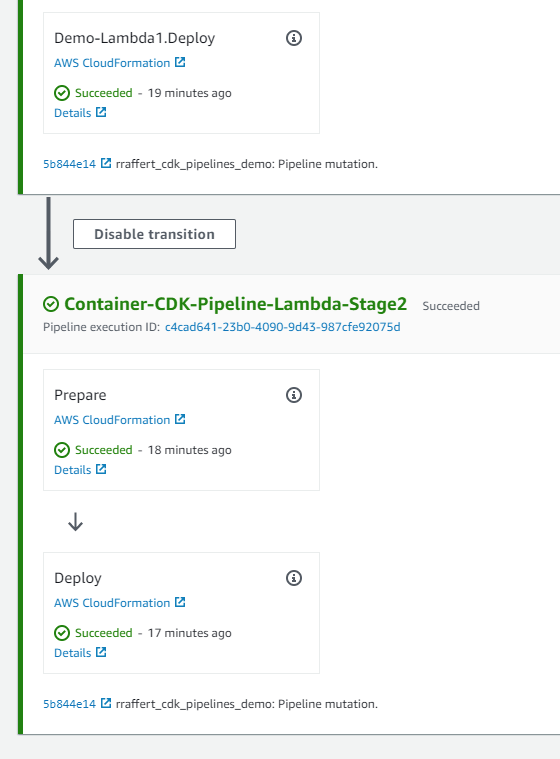 Demo-Lambda1.Deploy
AWS CloudFormation
Succeeded - 19 minutes ago
Details
5b844e14 rraffert_cdk_pipelines_demo: Pipeline mutation.
Disable transition
Container-CDK-Pipeline-Lambda-Stage2 Succeeded
Pipeline execution ID: c4cad641-23b0-4090-9d43-987cfe92075d
Prepare
AWS CloudFormation
Succeeded - 18 minutes ago
Details
Deploy
AWS CloudFormation
Succeeded - 17 minutes ago
Details
5b844e14 rraffert_cdk_pipelines_demo: Pipeline mutation.